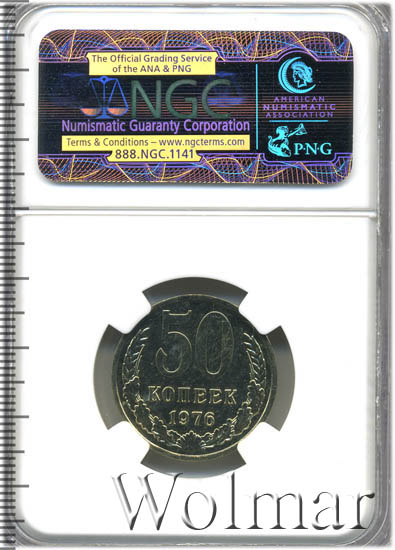 The Official Grading Service
of the ANA & PNG
NGC
Numismatic Guaranty Corporation
Terms & Conditions – www.ngcterms.com
888.NGC.1141
AMERICAN
NUMISMATIC
ASSOCIATION
P·N·G
50
КОПЕЕК
1976
Wolmar